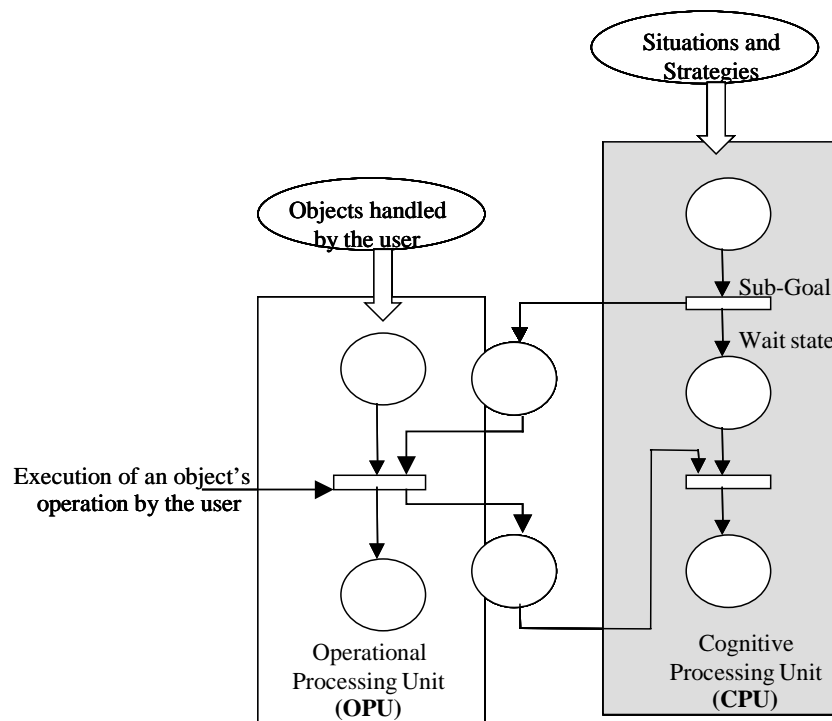 Situations and
Strategies
Objects handled
by the user
Sub-Goal
Wait state
Execution of an object's
operation by the user
Operational
Processing Unit
(OPU)
Cognitive
Processing Unit
(CPU)